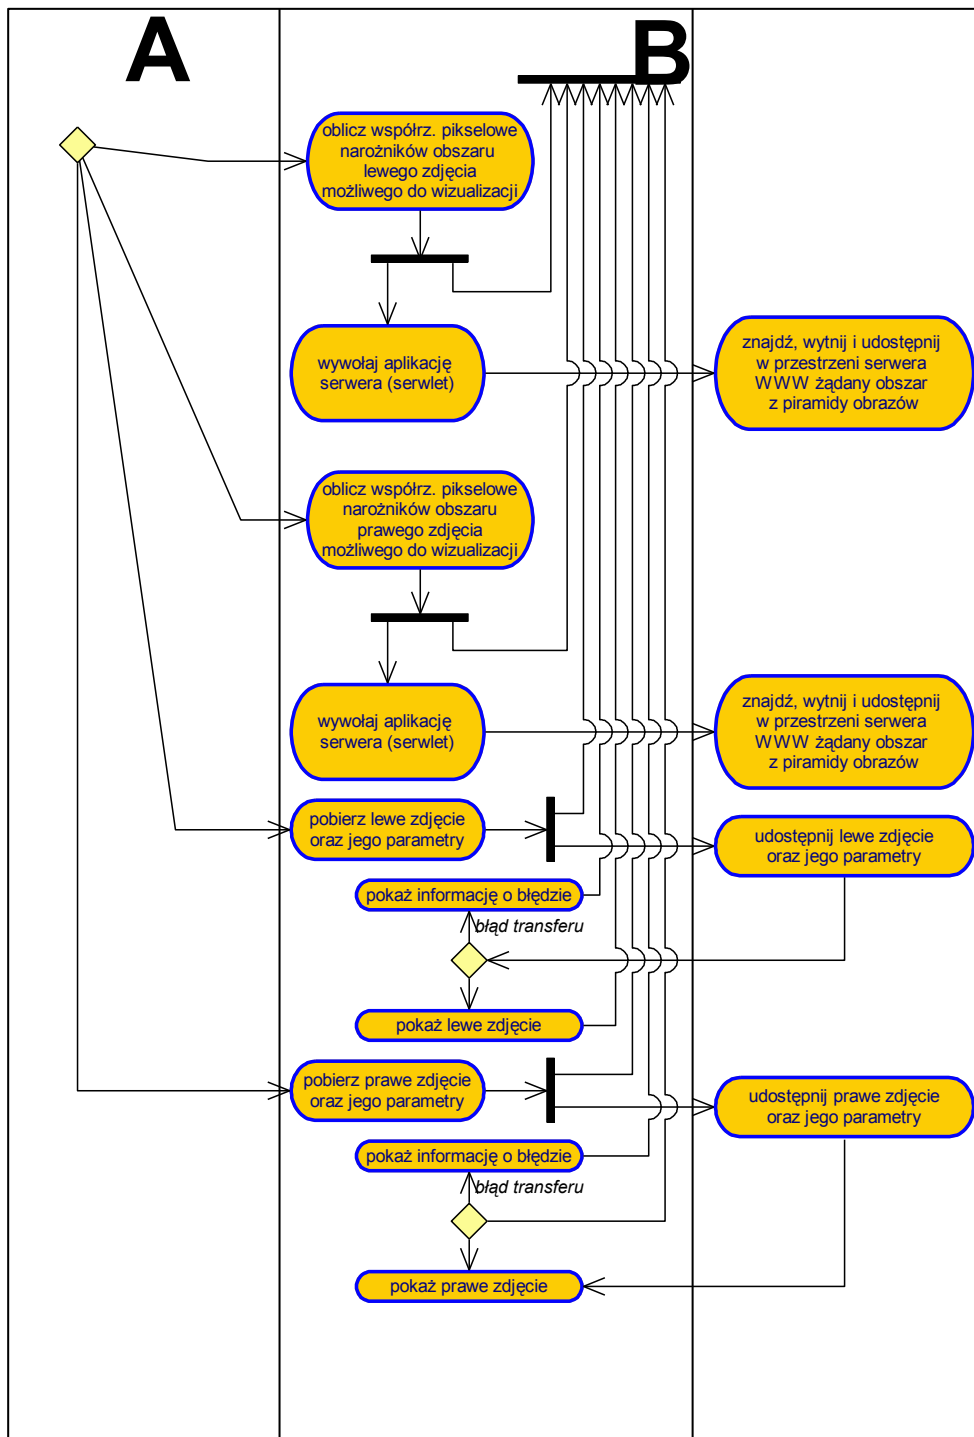 A
B
oblicz współrz. pikselowe
narożników obszaru
lewego zdjęcia
możliwego do wizualizacji
wywołaj aplikację
serwera (serwlet)
znajdź, wytnij i udostępnij
w przestrzeni serwera
WWW żądany obszar
z piramidy obrazów
oblicz współrz. pikselowe
narożników obszaru
prawego zdjęcia
możliwego do wizualizacji
wywołaj aplikację
serwera (serwlet)
znajdź, wytnij i udostępnij
w przestrzeni serwera
WWW żądany obszar
z piramidy obrazów
pobierz lewe zdjęcie
oraz jego parametry
udostępnij lewe zdjęcie
oraz jego parametry
pokaż informację o błędzie
błąd transferu
pokaż lewe zdjęcie
pobierz prawe zdjęcie
oraz jego parametry
udostępnij prawe zdjęcie
oraz jego parametry
pokaż informację o błędzie
błąd transferu
pokaż prawe zdjęcie